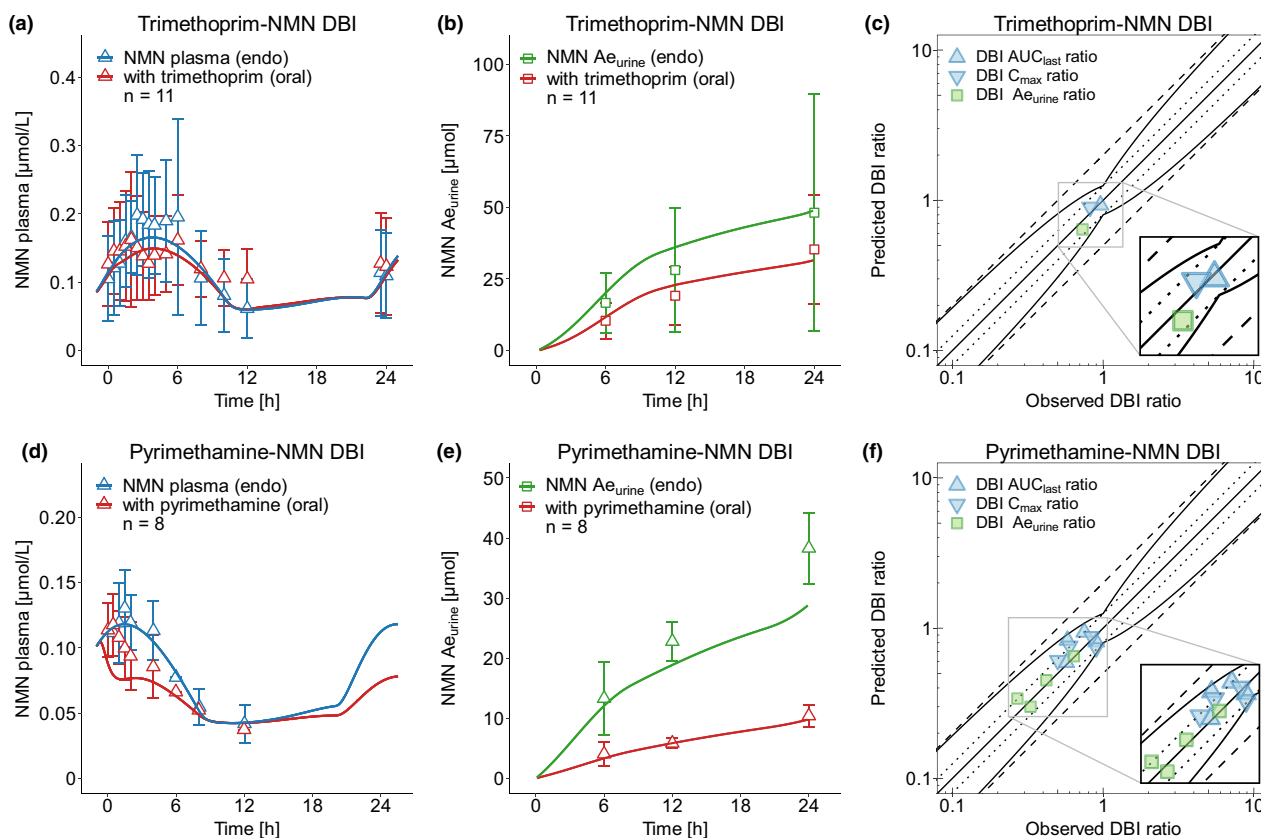 (a)
Trimethoprim-NMN DBI
NMN plasma (endo)
with trimethoprim (oral)
n = 11
NMN plasma [µmol/L]
0.4
0.3
0.2
0.1
0
0
6
12
18
24
Time [h]
(b)
Trimethoprim-NMN DBI
NMN Aeurine (endo)
with trimethoprim (oral)
n = 11
NMN Aeurine [µmol]
100
75
50
25
0
0
6
12
18
24
Time [h]
(c)
Trimethoprim-NMN DBI
DBI AUClast ratio
DBI Cmax ratio
DBI Aeurine ratio
Predicted DBI ratio
10
1
0.1
0.1
1
10
Observed DBI ratio
(d)
Pyrimethamine-NMN DBI
NMN plasma (endo)
with pyrimethamine (oral)
n = 8
NMN plasma [µmol/L]
0.20
0.15
0.10
0.05
0
0
6
12
18
24
Time [h]
(e)
Pyrimethamine-NMN DBI
NMN Aeurine (endo)
with pyrimethamine (oral)
n = 8
NMN Aeurine [µmol]
50
40
30
20
10
0
0
6
12
18
24
Time [h]
(f)
Pyrimethamine-NMN DBI
DBI AUClast ratio
DBI Cmax ratio
DBI Aeurine ratio
Predicted DBI ratio
10
1
0.1
0.1
1
10
Observed DBI ratio